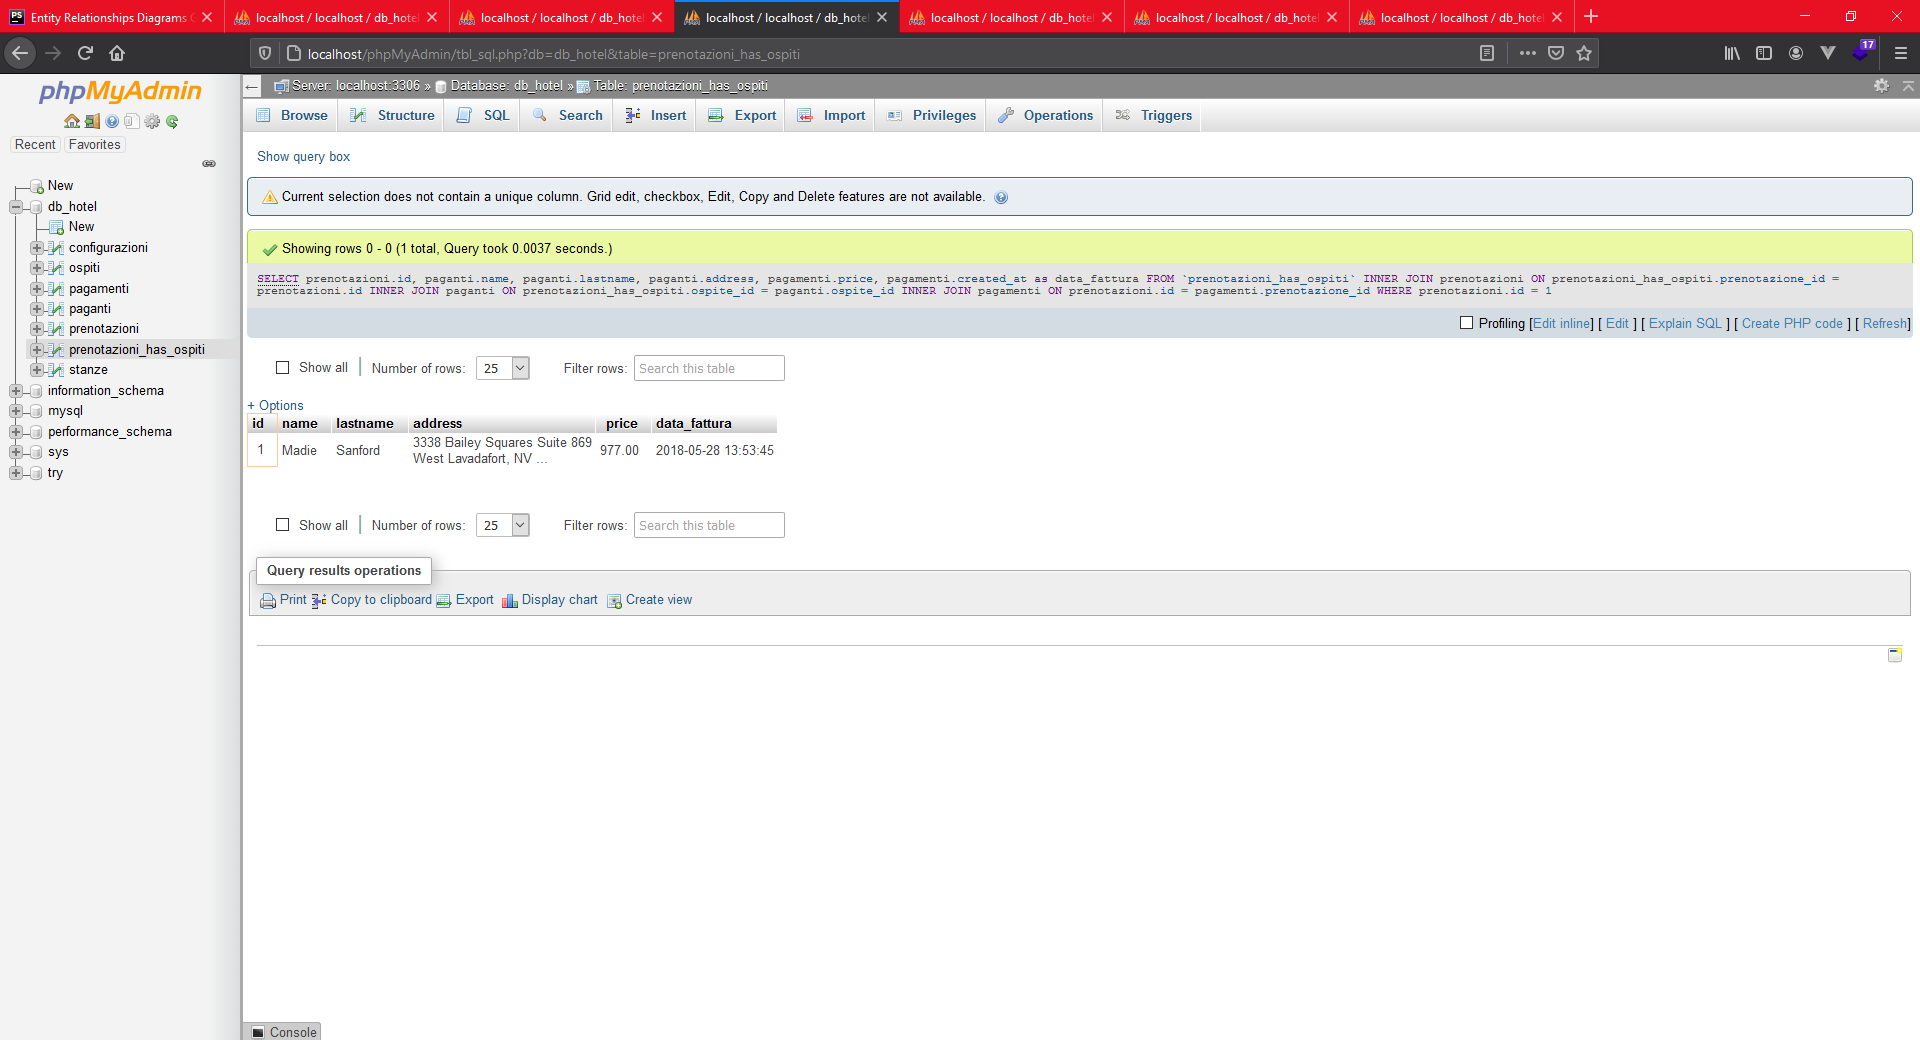 Entity Relationships Diagrams
localhost / localhost / db_hotel
localhost / localhost / db_hotel
localhost / localhost / db_hotel
localhost / localhost / db_hotel
localhost / localhost / db_hotel
localhost / localhost / db_hotel
localhost/phpMyAdmin/tbl_sql.php?db=db_hotel&table=prenotazioni_has_ospiti
17
phpMyAdmin
Recent Favorites
New
db_hotel
New
configurazioni
ospiti
pagamenti
paganti
prenotazioni
prenotazioni_has_ospiti
stanze
information_schema
mysql
performance_schema
sys
try
Server: localhost:3306 » Database: db_hotel » Table: prenotazioni_has_ospiti
Browse Structure SQL Search Insert Export Import Privileges Operations Triggers
Show query box
Current selection does not contain a unique column. Grid edit, checkbox, Edit, Copy and Delete features are not available.
Showing rows 0 - 0 (1 total, Query took 0.0037 seconds.)
SELECT prenotazioni.id, paganti.name, paganti.lastname, paganti.address, pagamenti.price, pagamenti.created_at as data_fattura FROM `prenotazioni_has_ospiti` INNER JOIN prenotazioni ON prenotazioni_has_ospiti.prenotazione_id =
prenotazioni.id INNER JOIN paganti ON prenotazioni_has_ospiti.ospite_id = paganti.ospite_id INNER JOIN pagamenti ON prenotazioni.id = pagamenti.prenotazione_id WHERE prenotazioni.id = 1
Profiling [Edit inline] [ Edit ] [ Explain SQL ] [ Create PHP code ] [ Refresh]
Show all Number of rows: 25 Filter rows: Search this table
+ Options
id name lastname address price data_fattura
1 Madie Sanford 3338 Bailey Squares Suite 869 977.00 2018-05-28 13:53:45
West Lavadafort, NV ...
Show all Number of rows: 25 Filter rows: Search this table
Query results operations
Print Copy to clipboard Export Display chart Create view
Console